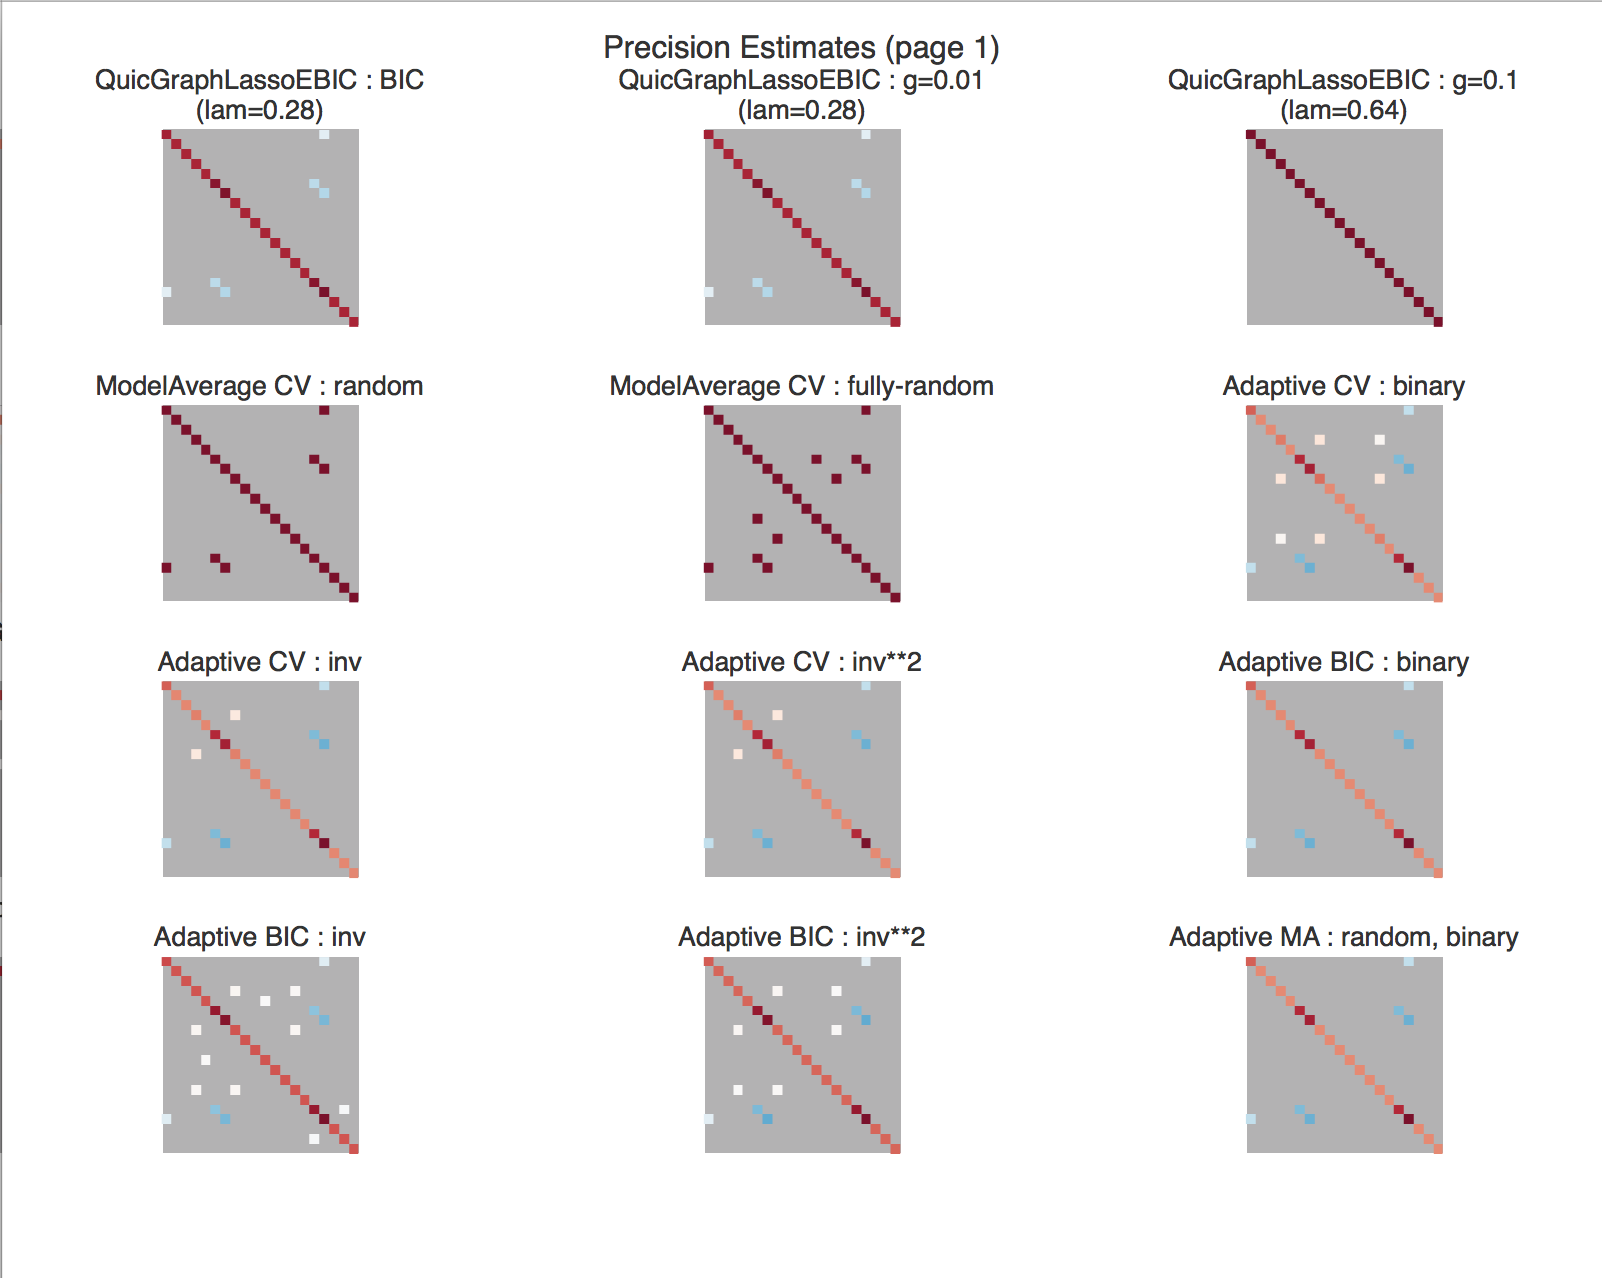 Precision Estimates (page 1)
QuicGraphLassoEBIC : BIC
(lam=0.28)
QuicGraphLassoEBIC : g=0.01
(lam=0.28)
QuicGraphLassoEBIC : g=0.1
(lam=0.64)
ModelAverage CV : random
ModelAverage CV : fully-random
Adaptive CV : binary
Adaptive CV : inv
Adaptive CV : inv**2
Adaptive BIC : binary
Adaptive BIC : inv
Adaptive BIC : inv**2
Adaptive MA : random, binary